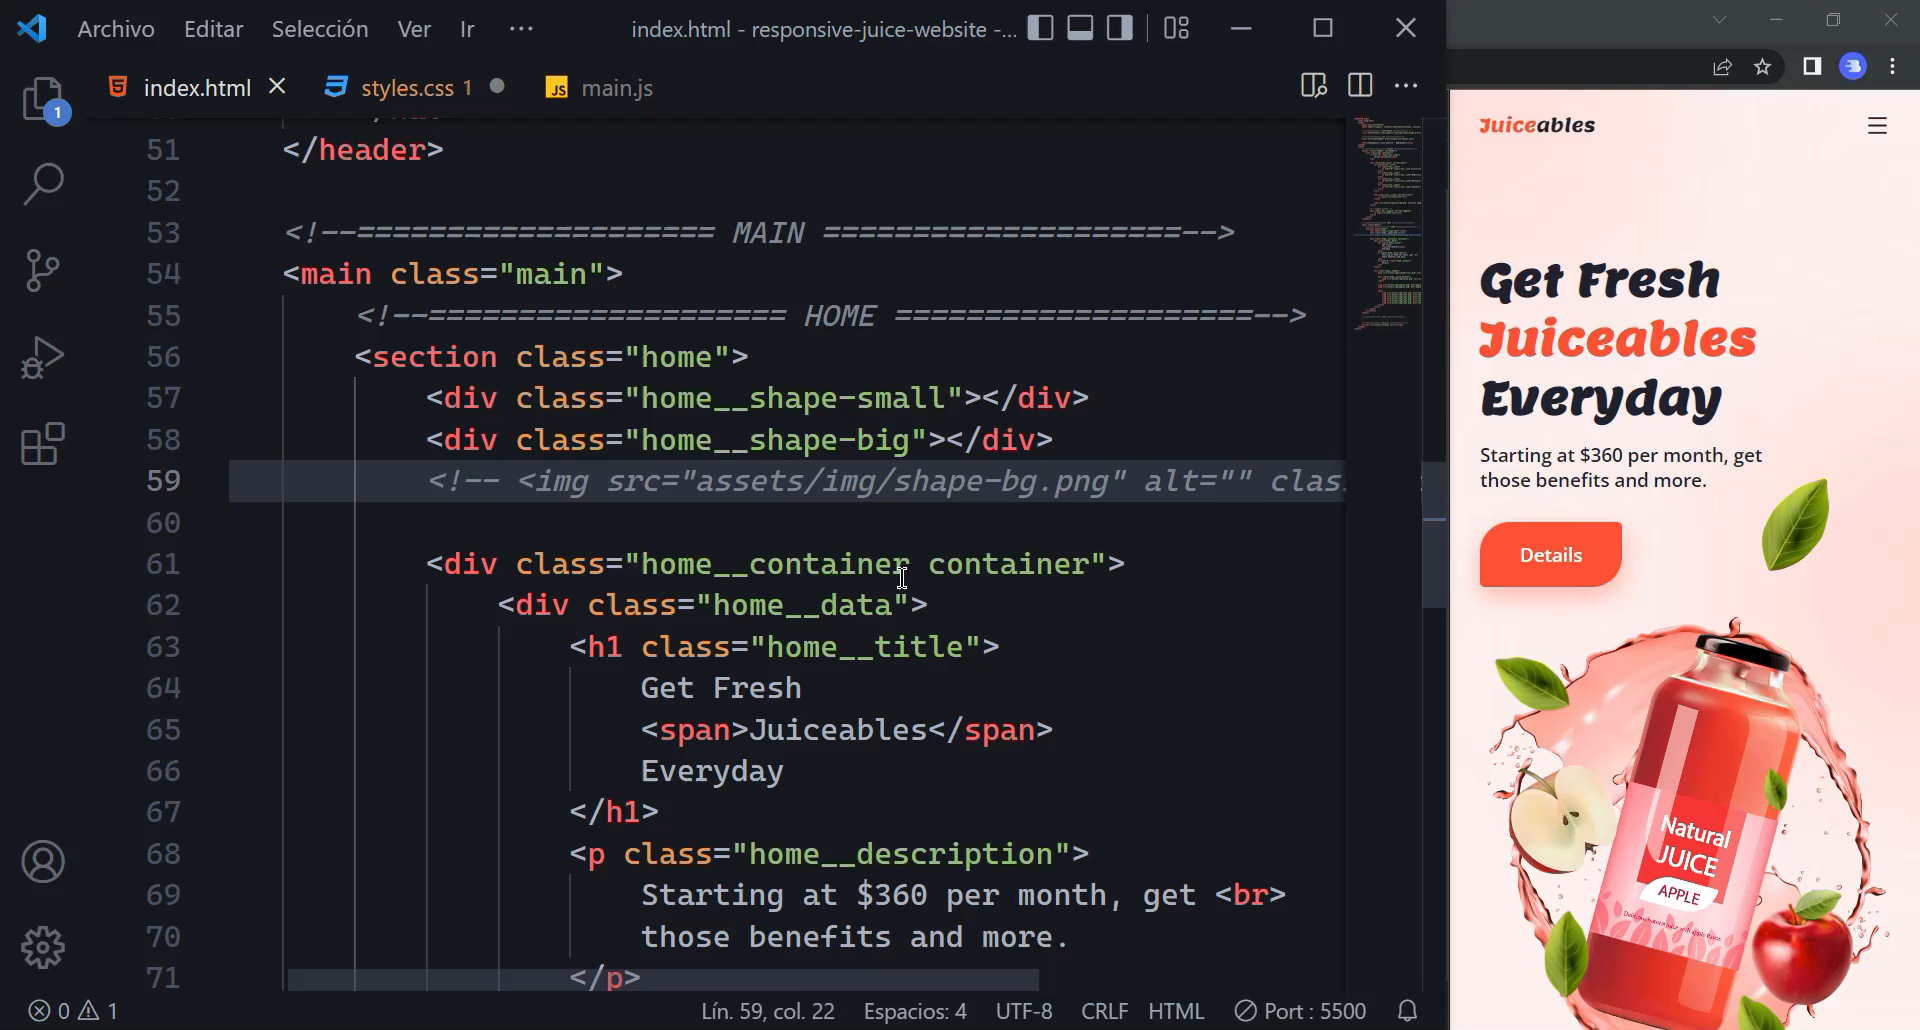 Archivo Editar Selección Ver Ir ··· index.html - responsive-juice-website -...
index.html styles.css 1 JS main.js
1
51 </header>
52
53 <!--==================== MAIN ====================-->
54 <main class="main">
55 <!--==================== HOME ====================-->
56 <section class="home">
57 <div class="home__shape-small"></div>
58 <div class="home__shape-big"></div>
59 <!-- <img src="assets/img/shape-bg.png" alt="" clas
60
61 <div class="home__container container">
62 <div class="home__data">
63 <h1 class="home__title">
64 Get Fresh
65 <span>Juiceables</span>
66 Everyday
67 </h1>
68 <p class="home__description">
69 Starting at $360 per month, get <br>
70 those benefits and more.
71 </p>
0 1 Lín. 59, col. 22 Espacios: 4 UTF-8 CRLF HTML Port : 5500
Juiceables
Get Fresh
Juiceables
Everyday
Starting at $360 per month, get
those benefits and more.
Details
Natural
JUICE
APPLE